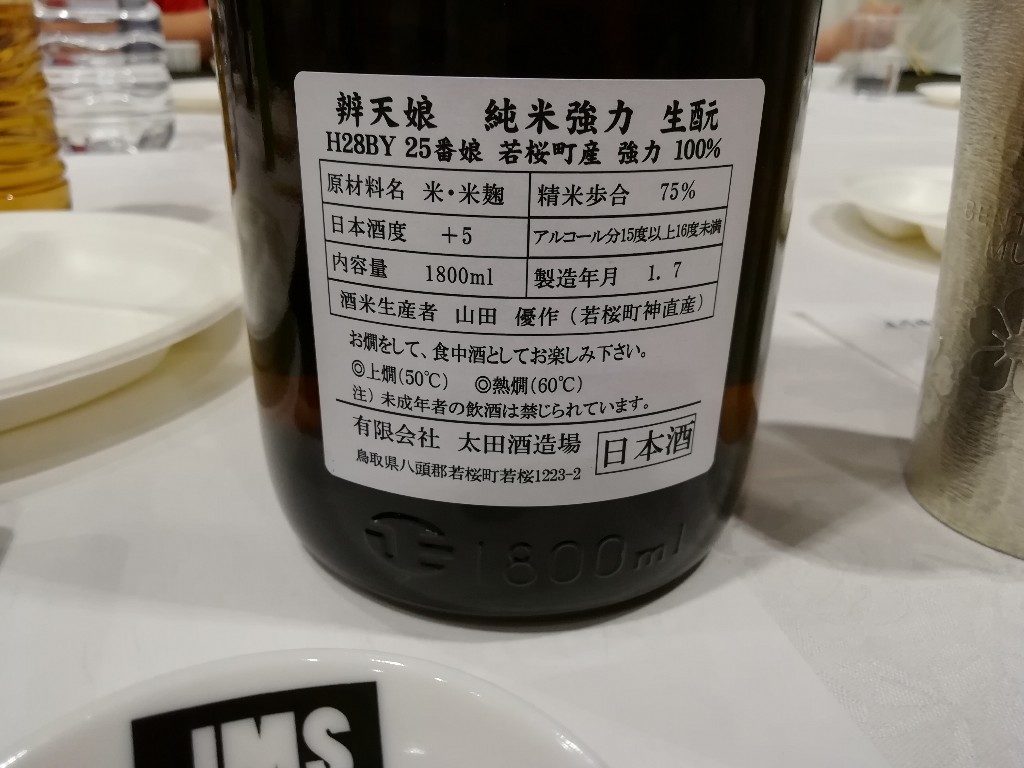 辨天娘 純米強力 生酛
H28BY 25番娘 若桜町産 強力 100%
原材料名 米・米麹 精米歩合 75%
日本酒度 +5 アルコール分15度以上16度未満
内容量 1800ml 製造年月 1. 7
酒米生産者 山田 優作(若桜町神直産)
お燗をして、食中酒としてお楽しみ下さい。
◎上燗(50℃) ◎熱燗(60℃)
注) 未成年者の飲酒は禁じられています。
有限会社 太田酒造場 日本酒
鳥取県八頭郡若桜町若桜1223-2
1800ml
JMS